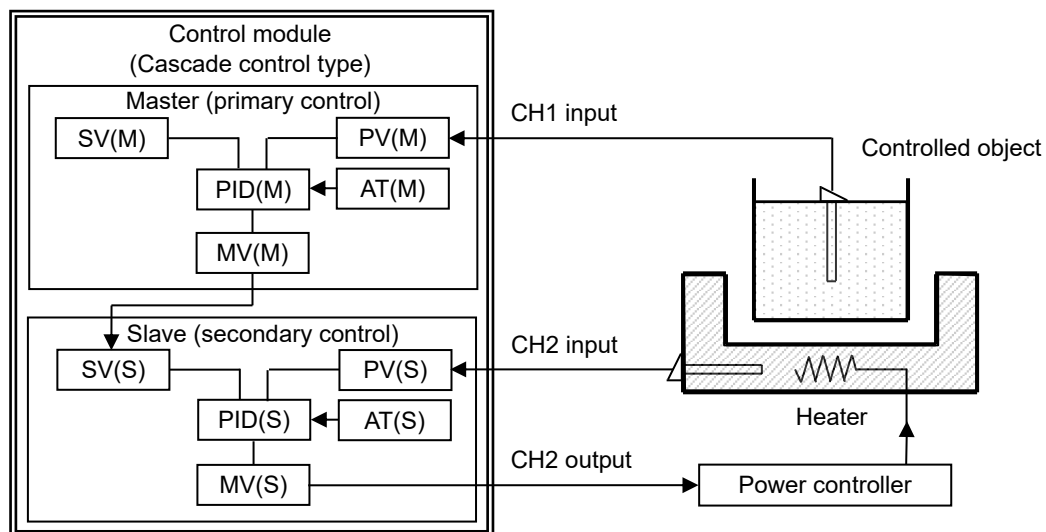 Control module
(Cascade control type)
Master (primary control)
SV(M)
PV(M)
PID(M)
AT(M)
MV(M)
CH1 input
Controlled object
Slave (secondary control)
SV(S)
PV(S)
PID(S)
AT(S)
MV(S)
CH2 input
Heater
CH2 output
Power controller